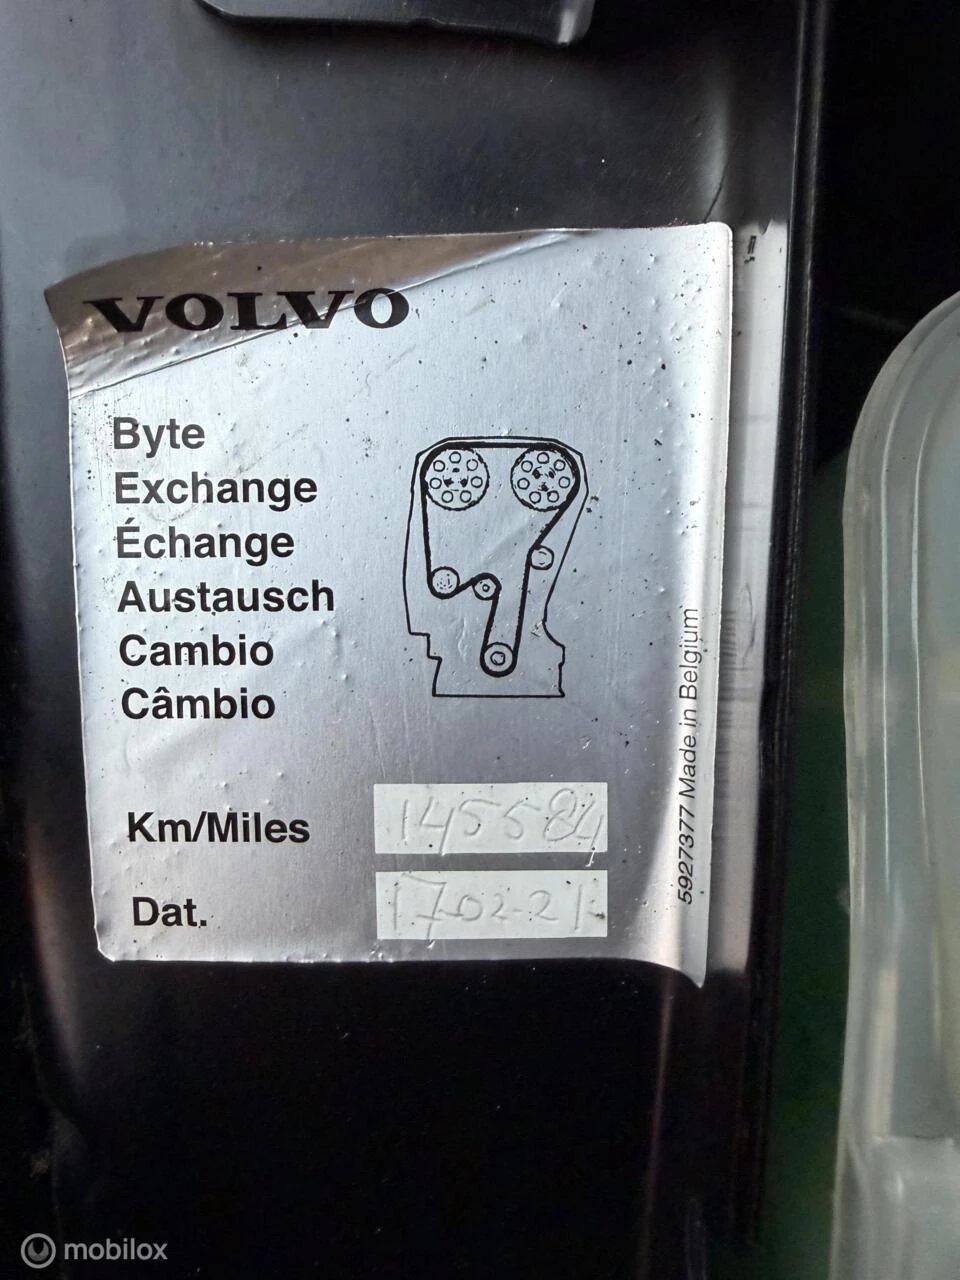 VOLVO
Byte
Exchange
Échange
Austausch
Cambio
Câmbio
Km/Miles 145584
Dat. 17-02-21
5927377 Made in Belgium
mobilox